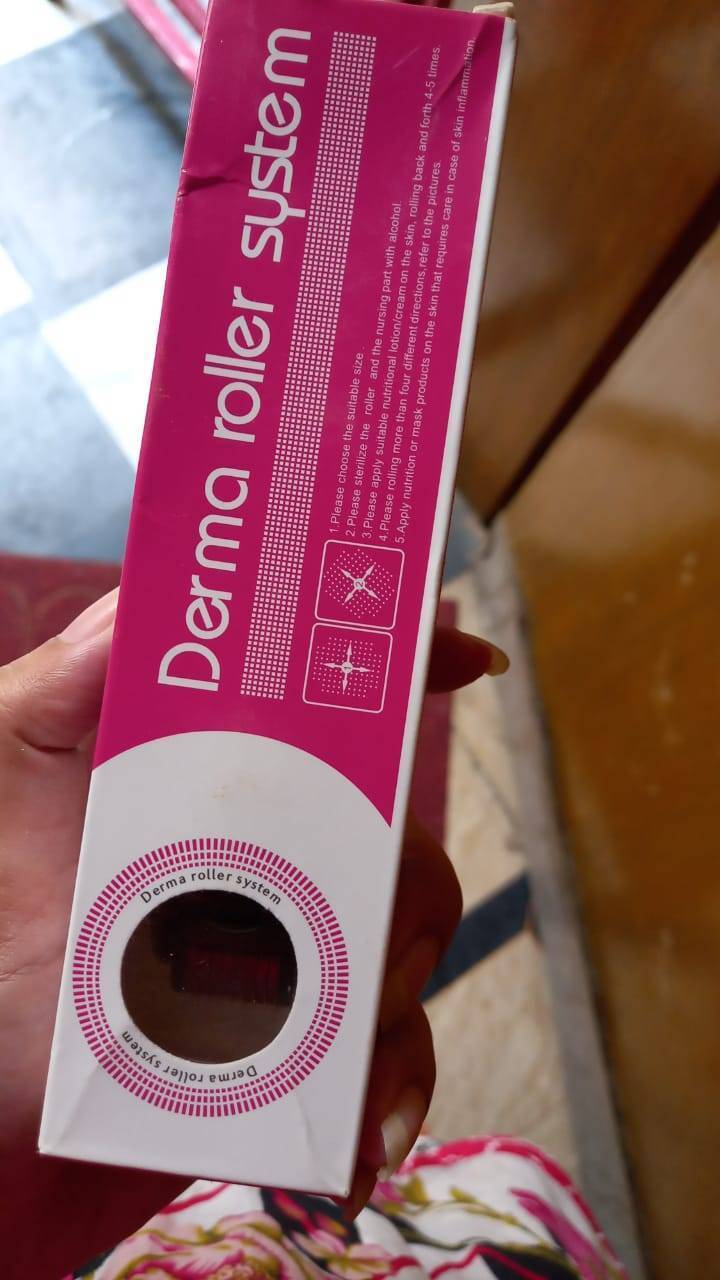 Derma roller system
1.Please choose the suitable size .
2.Please sterilize the roller and the nursing part with alcohol.
3.Please apply suitable nutritional lotion/cream on the skin, rolling back and forth 4-5 times.
4.Please rolling more than four different directions,refer to the pictures.
5.Apply nutrition or mask products on the skin that requires care in case of skin inflammation
2
1
Derma roller system
Derma roller system